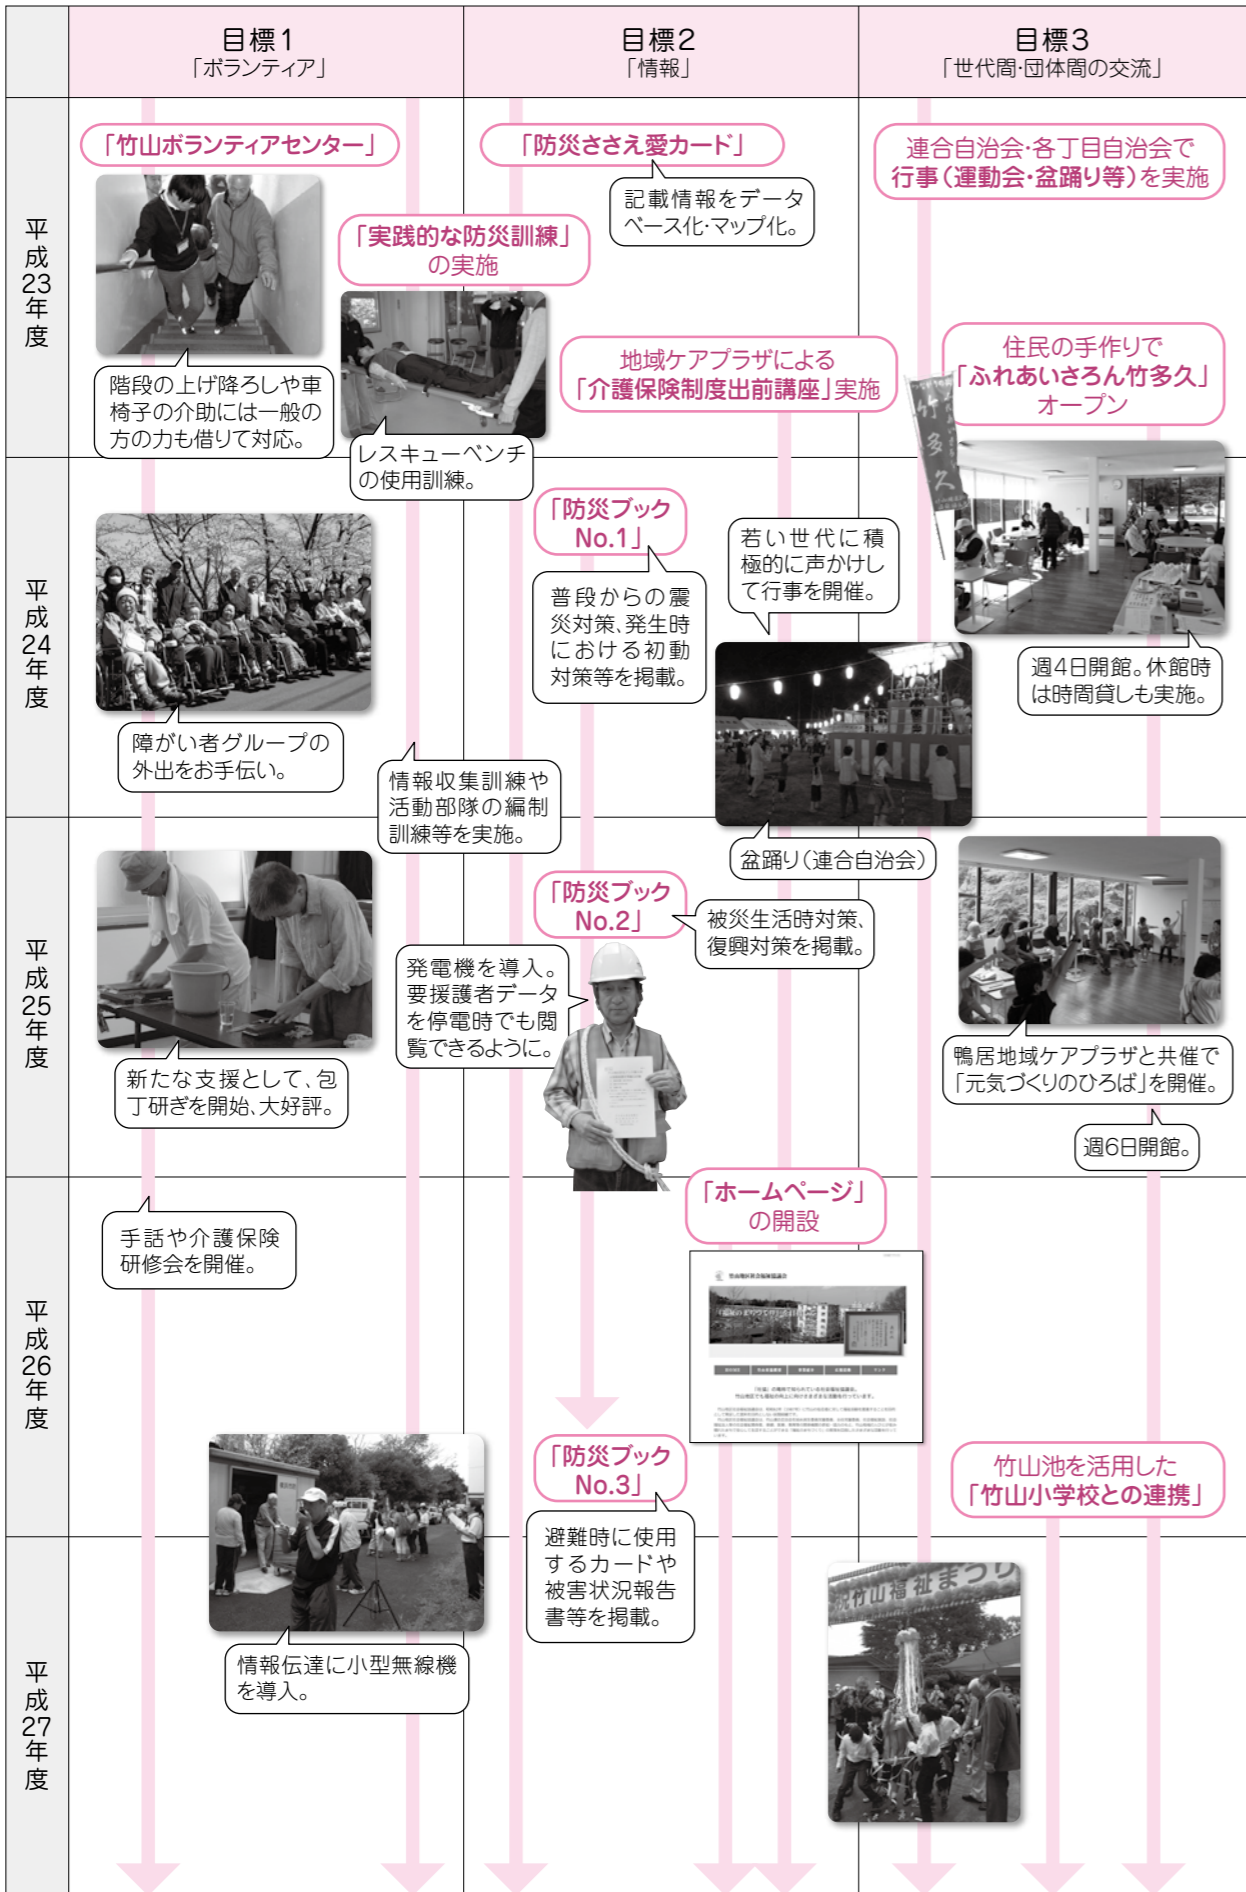 目標1
「ボランティア」
目標2
「情報」
目標3
「世代間・団体間の交流」
平成23年度
「竹山ボランティアセンター」
階段の上げ降ろしや車
椅子の介助には一般の
方の力も借りて対応。
「実践的な防災訓練」
の実施
レスキューベンチ
の使用訓練。
「防災ささえ愛カード」
記載情報をデータ
ベース化・マップ化。
地域ケアプラザによる
「介護保険制度出前講座」実施
連合自治会・各丁目自治会で
行事（運動会・盆踊り等）を実施
住民の手作りで
「ふれあいさろん竹多久」
オープン
竹多久
平成24年度
障がい者グループの
外出をお手伝い。
情報収集訓練や
活動部隊の編制
訓練等を実施。
「防災ブック
No.1」
普段からの震
災対策、発生時
における初動
対策等を掲載。
若い世代に積
極的に声かけし
て行事を開催。
盆踊り（連合自治会）
週4日開館。休館時
は時間貸しも実施。
平成25年度
新たな支援として、包
丁研ぎを開始、大好評。
「防災ブック
No.2」
被災生活時対策、
復興対策を掲載。
発電機を導入。
要援護者データ
を停電時でも閲
覧できるように。
鴨居地域ケアプラザと共催で
「元気づくりのひろば」を開催。
週6日開館。
平成26年度
手話や介護保険
研修会を開催。
「ホームページ」
の開設
竹山地区社会福祉協議会
「防災ブック
No.3」
避難時に使用
するカードや
被害状況報告
書等を掲載。
竹山池を活用した
「竹山小学校との連携」
平成27年度
情報伝達に小型無線機
を導入。
祝竹山福祉まつり